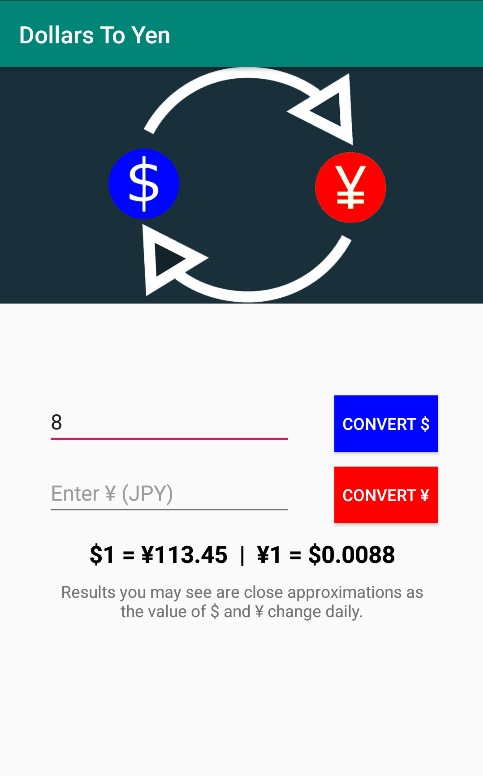 Dollars To Yen
$ ¥
8 CONVERT $
Enter ¥ (JPY) CONVERT ¥
$1 = ¥113.45 | ¥1 = $0.0088
Results you may see are close approximations as
the value of $ and ¥ change daily.